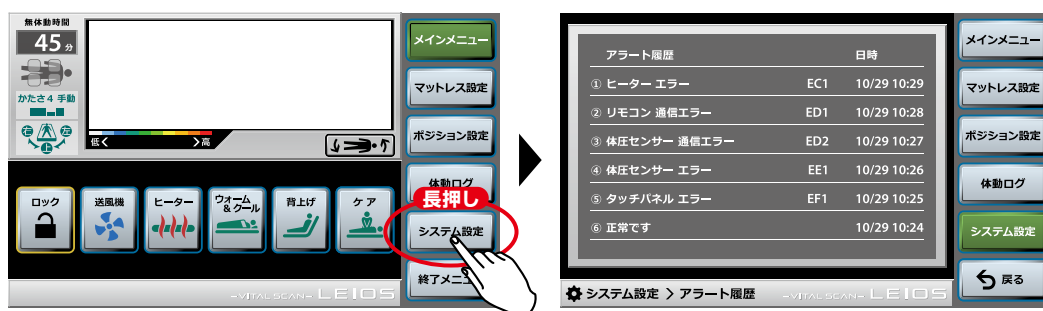 無体動時間
45分
かたさ4 手動
右 左
上
低く >高
メインメニュー
マットレス設定
ポジション設定
体動ログ
長押し
システム設定
終了メニ
ロック
送風機
ヒーター
ウォーム&クール
背上げ
ケア
-VITAL SCAN- LEIOS
アラート履歴 日時
① ヒーター エラー EC1 10/29 10:29
② リモコン 通信エラー ED1 10/29 10:28
③ 体圧センサー 通信エラー ED2 10/29 10:27
④ 体圧センサー エラー EE1 10/29 10:26
⑤ タッチパネル エラー EF1 10/29 10:25
⑥ 正常です 10/29 10:24
システム設定 > アラート履歴 -VITAL SCAN- LEIOS
メインメニュー
マットレス設定
ポジション設定
体動ログ
システム設定
戻る